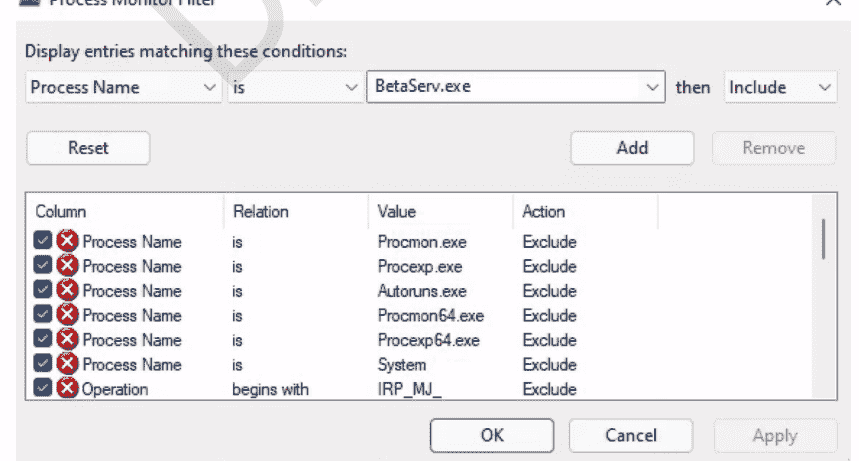 Process Monitor Filter
Display entries matching these conditions:
Process Name is BetaServ.exe then Include
Reset Add Remove
Column Relation Value Action
Process Name is Procmon.exe Exclude
Process Name is Procexp.exe Exclude
Process Name is Autoruns.exe Exclude
Process Name is Procmon64.exe Exclude
Process Name is Procexp64.exe Exclude
Process Name is System Exclude
Operation begins with IRP_MJ_ Exclude
OK Cancel Apply